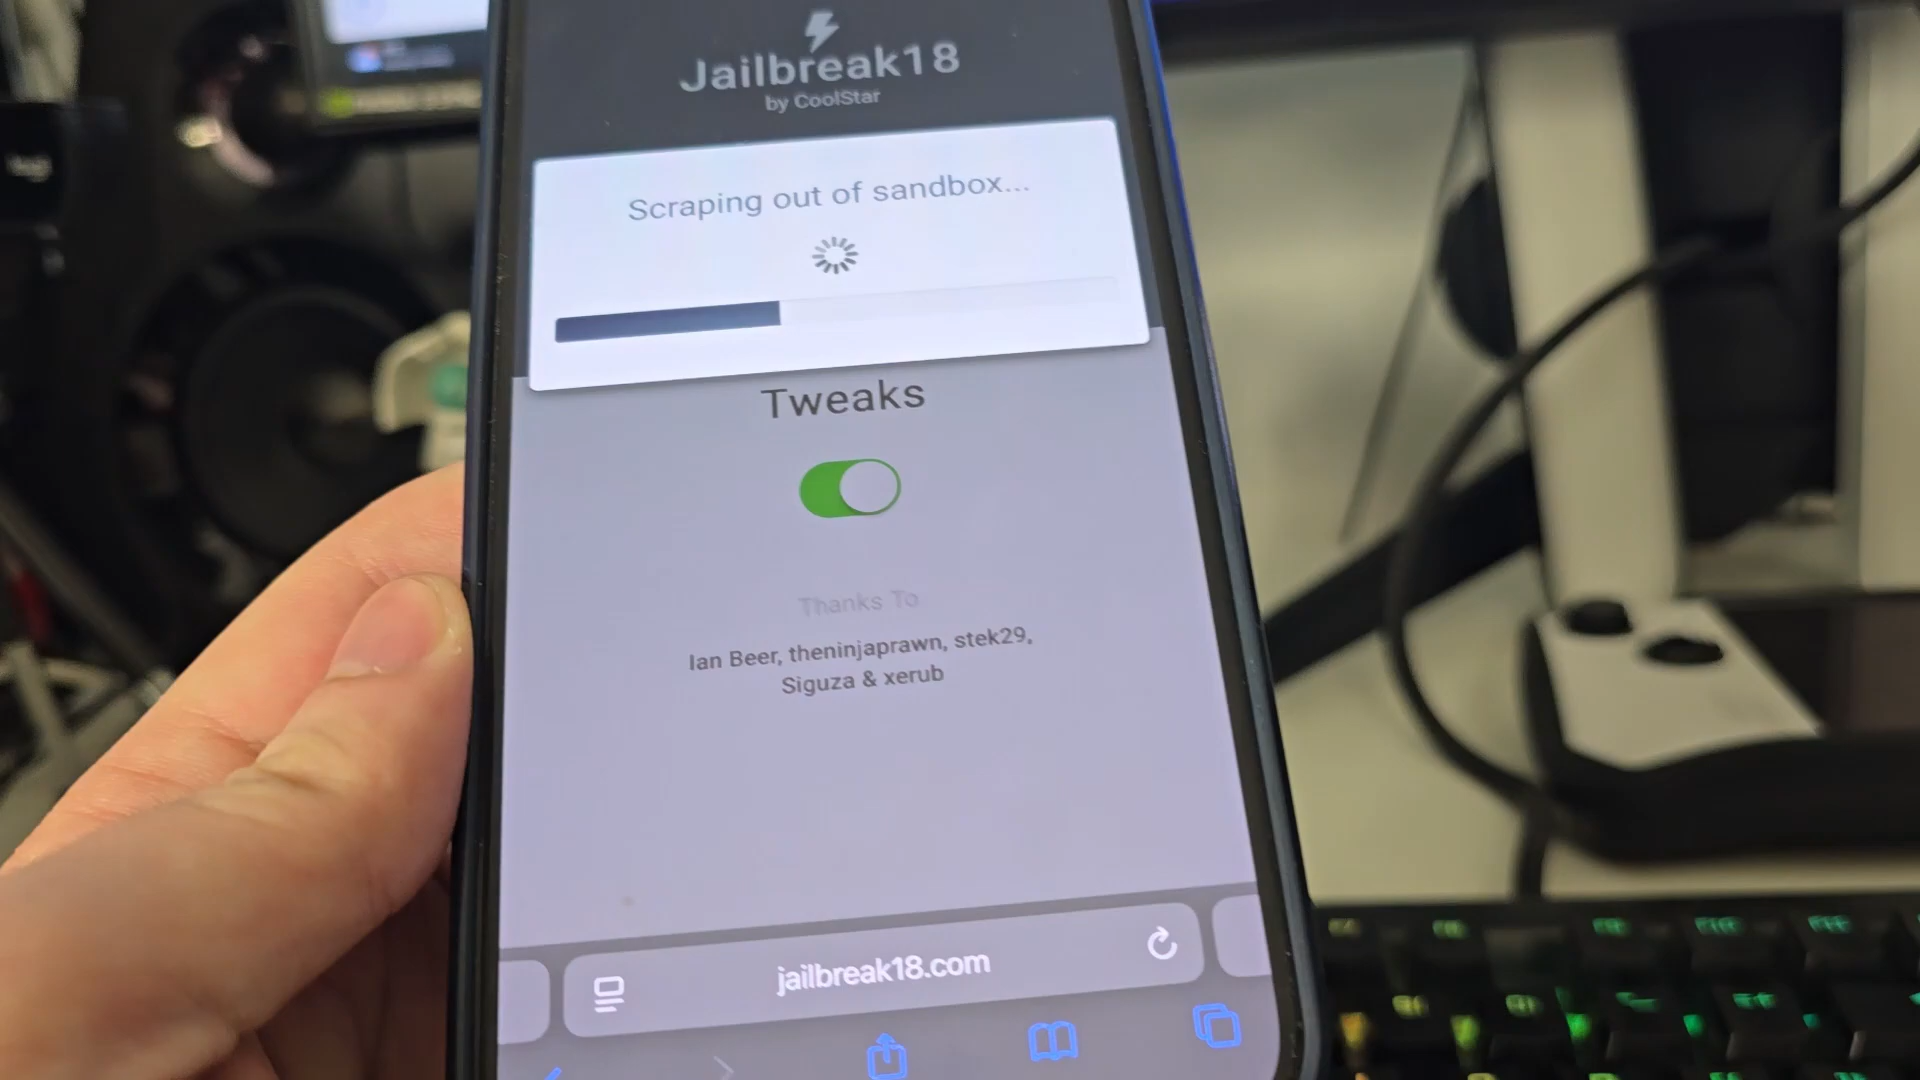 Jailbreak18
by CoolStar
Scraping out of sandbox...
Tweaks
Thanks To
Ian Beer, theninjaprawn, stek29,
Siguza & xerub
jailbreak18.com